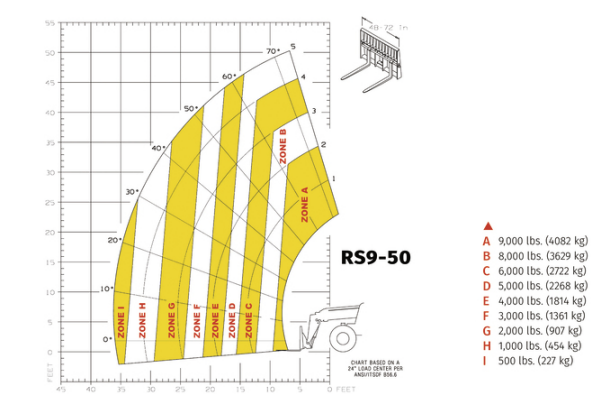 48-72 In
55
50
45
40
35
30
25
20
15
10
5
0
5
FEET
70°
60°
50°
40°
30°
20°
10°
0°
5
4
3
2
1
ZONE A
ZONE B
ZONE I
ZONE H
ZONE G
ZONE F
ZONE E
ZONE D
ZONE C
RS9-50
A 9,000 lbs. (4082 kg)
B 8,000 lbs. (3629 kg)
C 6,000 lbs. (2722 kg)
D 5,000 lbs. (2268 kg)
E 4,000 lbs. (1814 kg)
F 3,000 lbs. (1361 kg)
G 2,000 lbs. (907 kg)
H 1,000 lbs. (454 kg)
I 500 lbs. (227 kg)
CHART BASED ON A
24" LOAD CENTER PER
ANSI/ITSDF B56.6
45 40 35 30 25 20 15 10 5 0 FEET